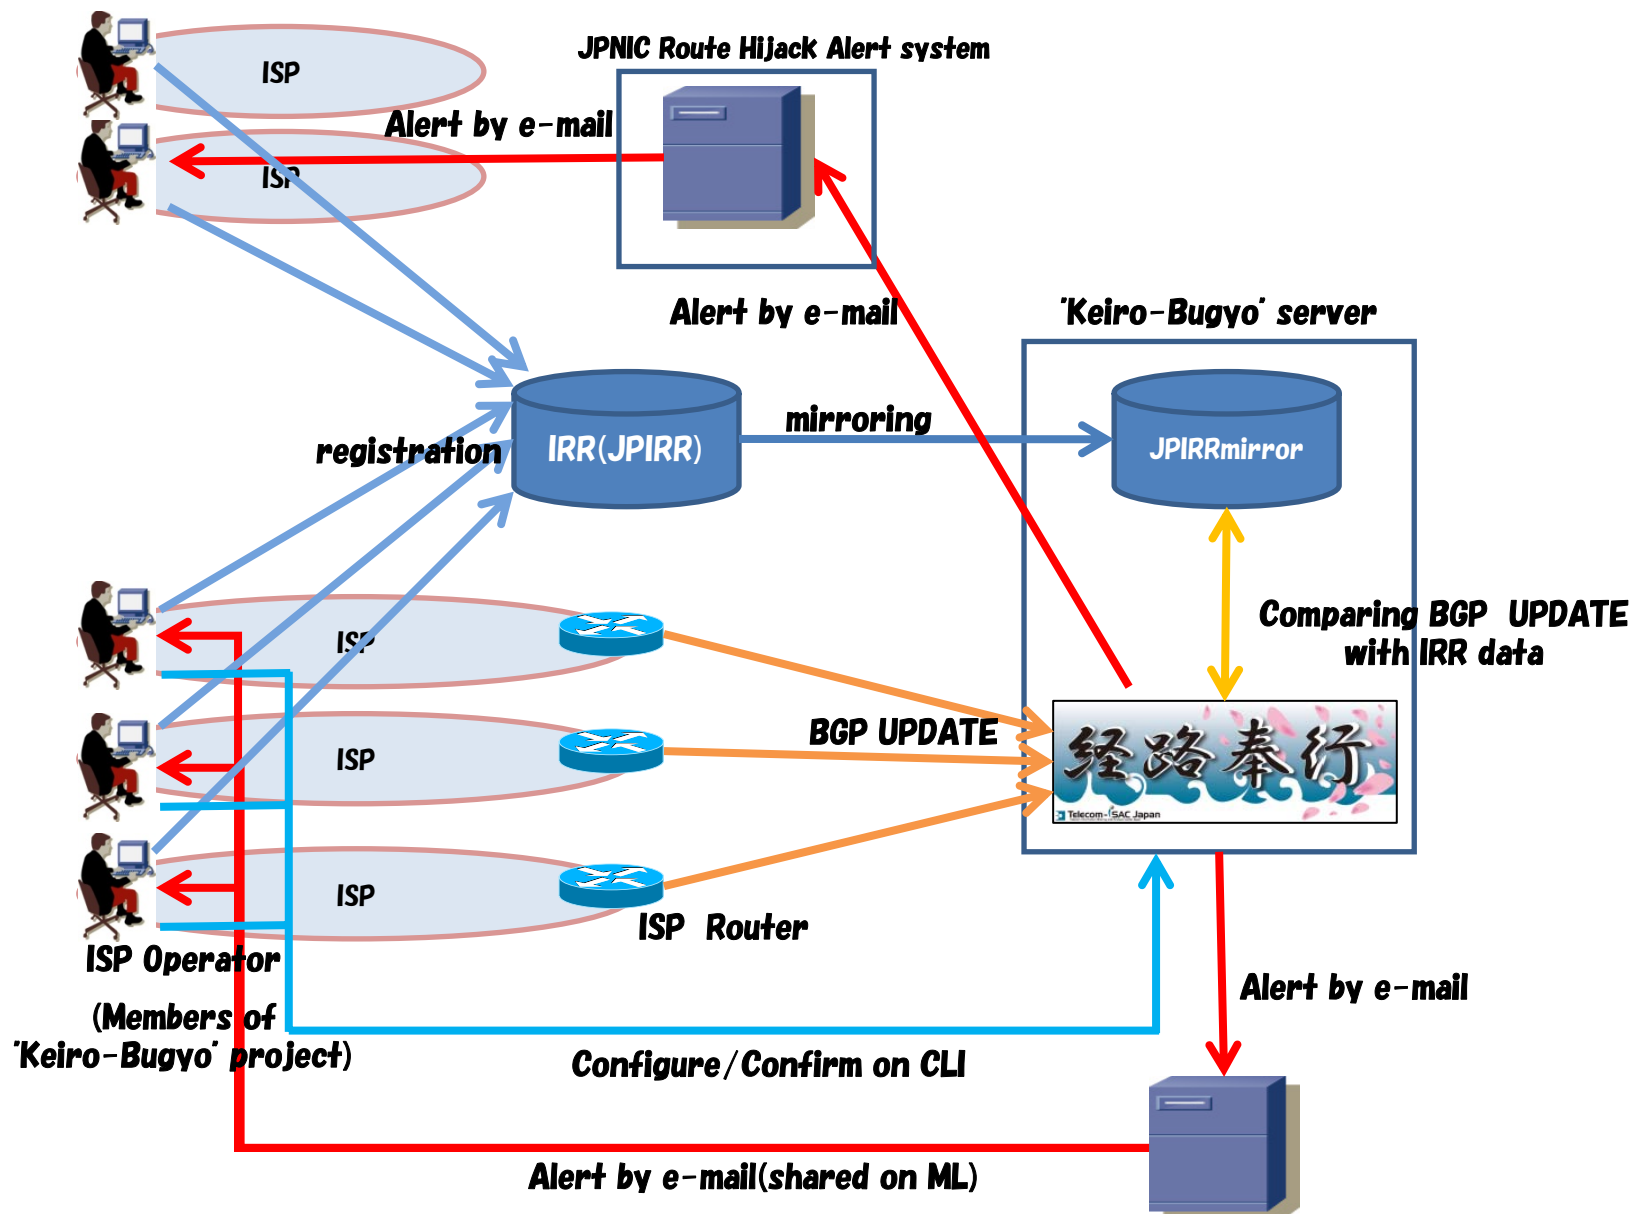 JPNIC Route Hijack Alert system
ISP
Alert by e-mail
ISP
Alert by e-mail
'Keiro-Bugyo' server
mirroring
registration
IRR(JPIRR)
JPIRRmirror
Comparing BGP UPDATE
with IRR data
ISP
BGP UPDATE
経路奉行
Telecom-ISAC Japan
ISP
ISP
ISP Router
ISP Operator
(Members of
'Keiro-Bugyo' project)
Alert by e-mail
Configure/Confirm on CLI
Alert by e-mail(shared on ML)